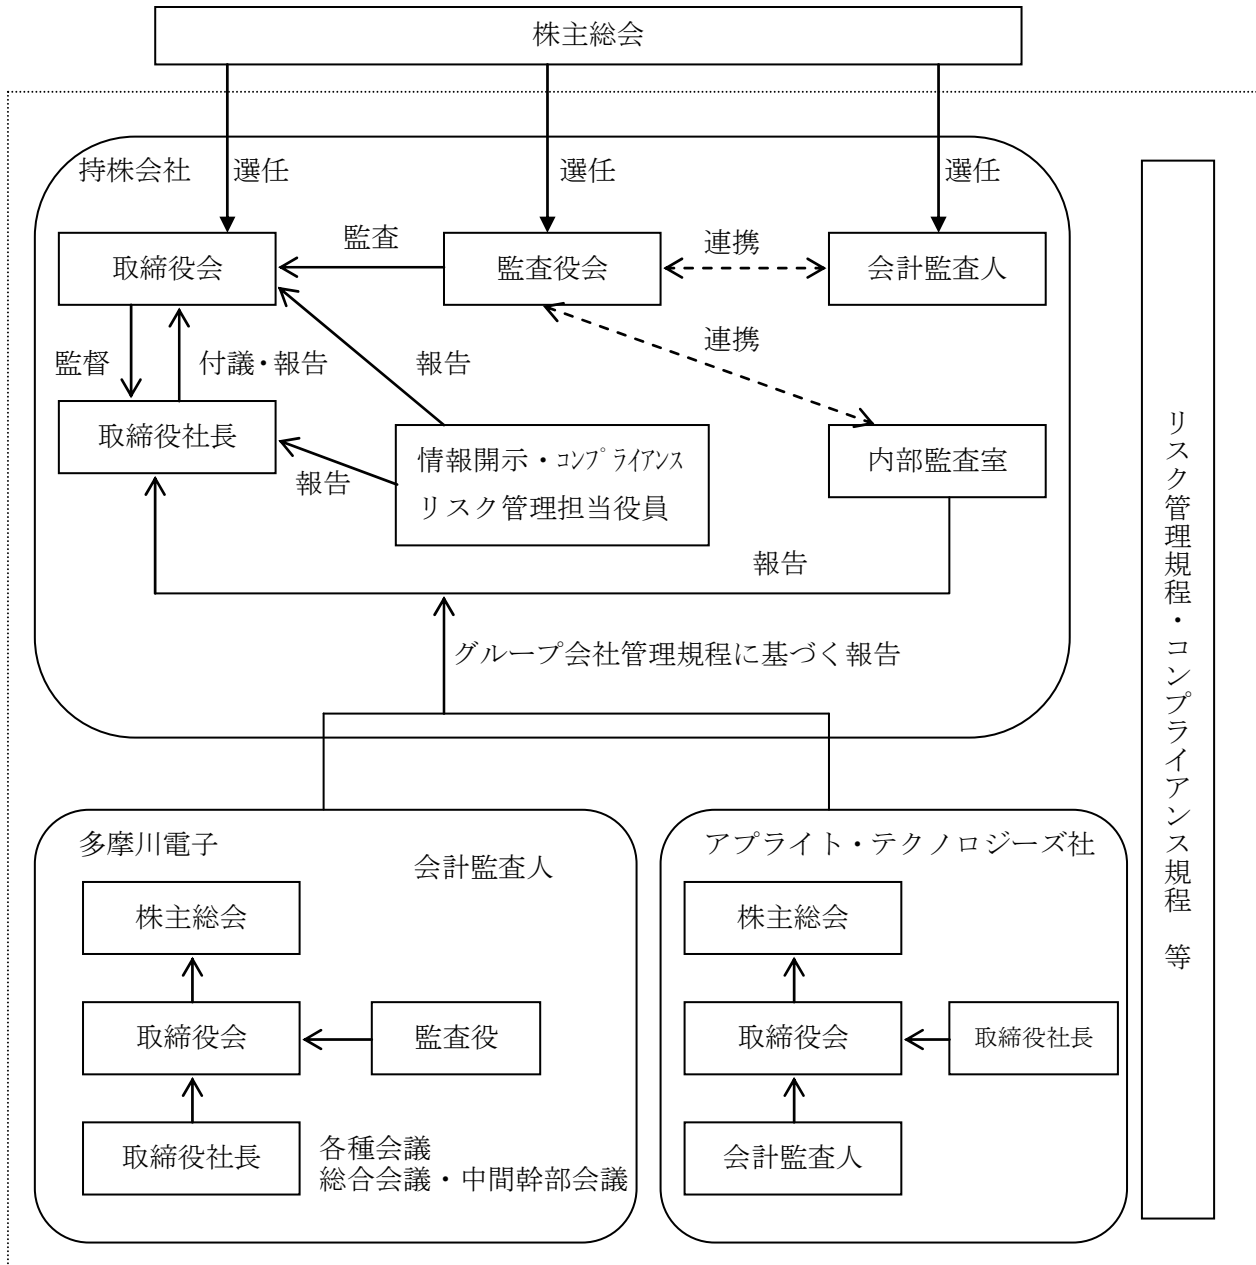 株主総会
持株会社
選任
選任
選任
取締役会
監査
監査役会
連携
会計監査人
監督
付議・報告
報告
連携
取締役社長
報告
情報開示・ｺﾝﾌﾟﾗｲｱﾝｽ
リスク管理担当役員
内部監査室
報告
グループ会社管理規程に基づく報告
多摩川電子
会計監査人
株主総会
取締役会
監査役
取締役社長
各種会議
総合会議・中間幹部会議
アプライト・テクノロジーズ社
株主総会
取締役会
取締役社長
会計監査人
リスク管理規程・コンプライアンス規程　等